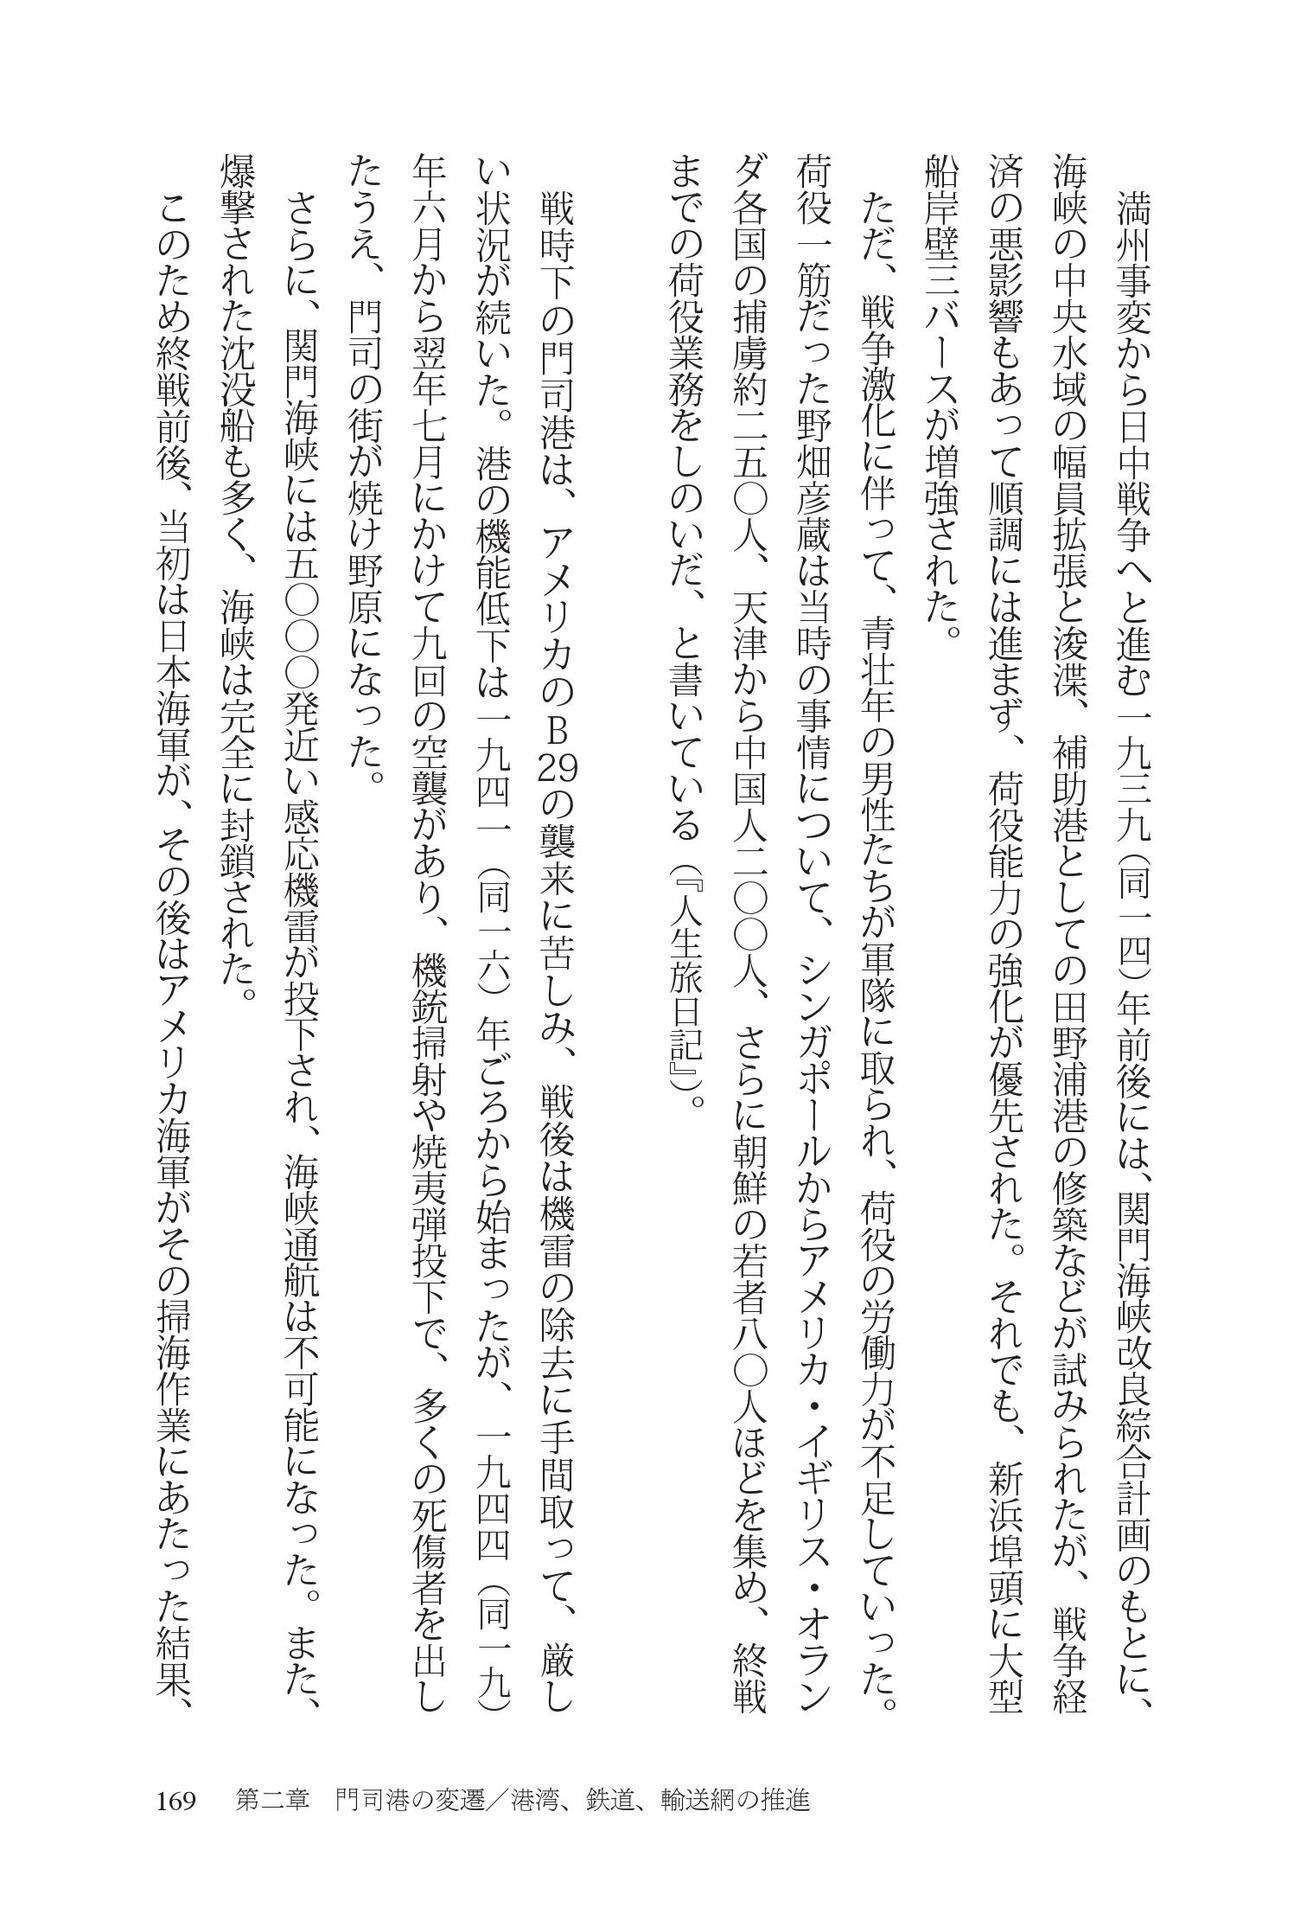 満州事変から日中戦争へと進む一九三九（同一四）年前後には、関門海峡改良綜合計画のもとに、
海峡の中央水域の幅員拡張と浚渫、補助港としての田野浦港の修築などが試みられたが、戦争経
済の悪影響もあって順調には進まず、荷役能力の強化が優先された。それでも、新浜埠頭に大型
船岸壁三バースが増強された。
ただ、戦争激化に伴って、青壮年の男性たちが軍隊に取られ、荷役の労働力が不足していった。
荷役一筋だった野畑彦蔵は当時の事情について、シンガポールからアメリカ・イギリス・オラン
ダ各国の捕虜約二五〇人、天津から中国人二〇〇人、さらに朝鮮の若者八〇人ほどを集め、終戦
までの荷役業務をしのいだ、と書いている（『人生旅日記』）。
戦時下の門司港は、アメリカのB29の襲来に苦しみ、戦後は機雷の除去に手間取って、厳し
い状況が続いた。港の機能低下は一九四一（同一六）年ごろから始まったが、一九四四（同一九）
年六月から翌年七月にかけて九回の空襲があり、機銃掃射や焼夷弾投下で、多くの死傷者を出し
たうえ、門司の街が焼け野原になった。
さらに、関門海峡には五〇〇〇発近い感応機雷が投下され、海峡通航は不可能になった。また、
爆撃された沈没船も多く、海峡は完全に封鎖された。
このため終戦前後、当初は日本海軍が、その後はアメリカ海軍がその掃海作業にあたった結果、
169　第二章　門司港の変遷／港湾、鉄道、輸送網の推進